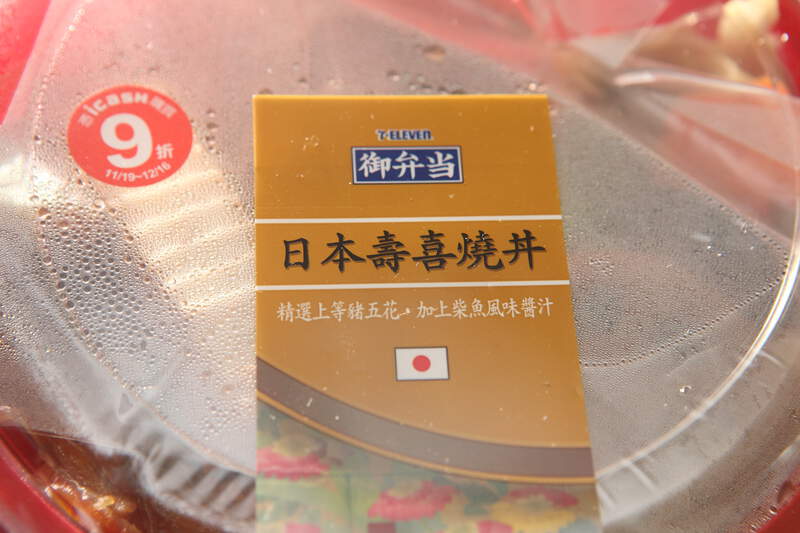 icash
9折
11/19~12/16
7-ELEVEN
御弁当
日本壽喜燒丼
精選上等豬五花,加上柴魚風味醬汁